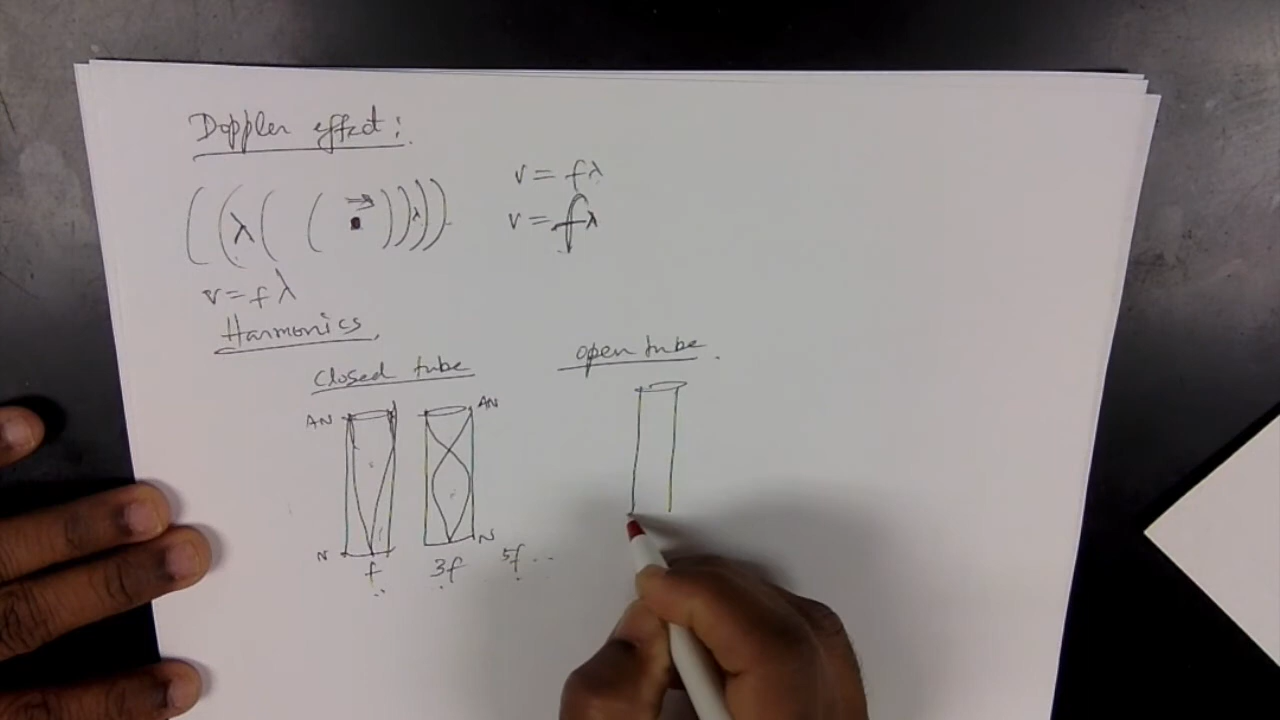 Doppler effect:
v = fλ
v = fλ
λ λ
v = fλ
Harmonics
closed tube
open tube.
AN AN
N N
f 3f 5f ...